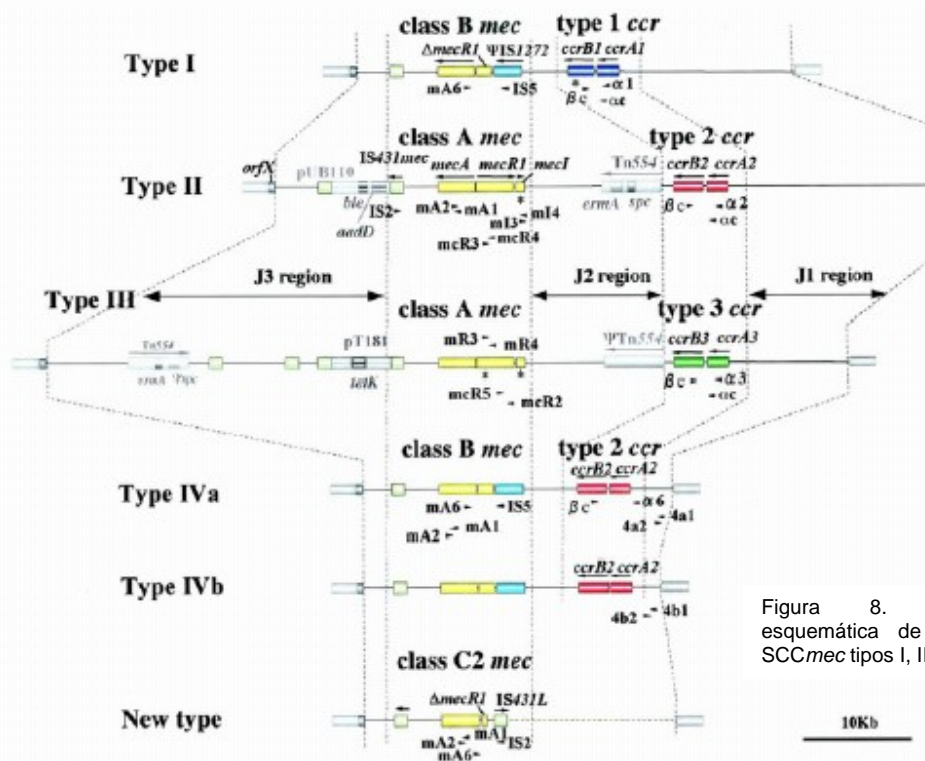 class B mec type 1 ccr
ΔmecR1 ΨIS1272 ccrB1 ccrA1
Type I
mA6 IS5 * βc α1
αc
class A mec type 2 ccr
orfX pUB110 IS431mec mecA mecR1 mecI Tn554 ccrB2 ccrA2
Type II
ble IS2 mA2 mA1 * mI4 ermA spc βc α2
aadD mI3 αc
mcR3 mcR4
J3 region J2 region J1 region
Type III
class A mec type 3 ccr
Tn554 pT181 mR3 mR4 ΨTn554 ccrB3 ccrA3
ermA tetK * * βc * α3
mcR5 mcR2 αc
class B mec type 2 ccr
ccrB2 ccrA2
Type IVa
mA6 IS5 βc α6
mA2 mA1 4a2 4a1
ccrB2 ccrA2
Type IVb
4b2 4b1
Figura 8.
esquemática de
SCCmec tipos I, II
class C2 mec
ΔmecR1 IS431L
New type
mA2 mA1 IS2
mA6
10Kb